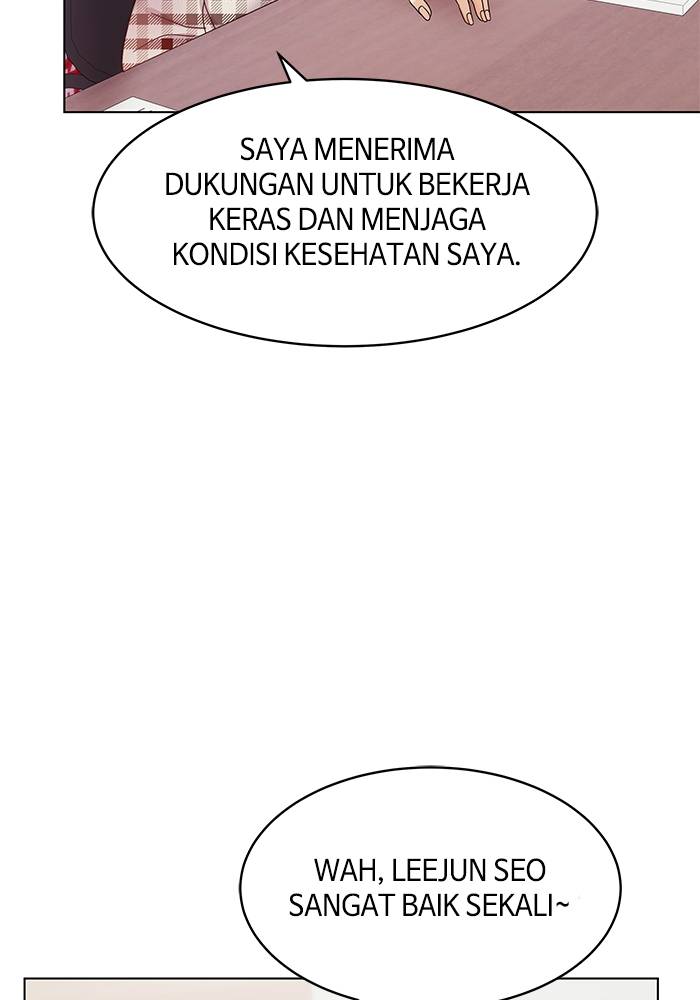 SAYA MENERIMA
DUKUNGAN UNTUK BEKERJA
KERAS DAN MENJAGA
KONDISI KESEHATAN SAYA.
WAH, LEEJUN SEO
SANGAT BAIK SEKALI~